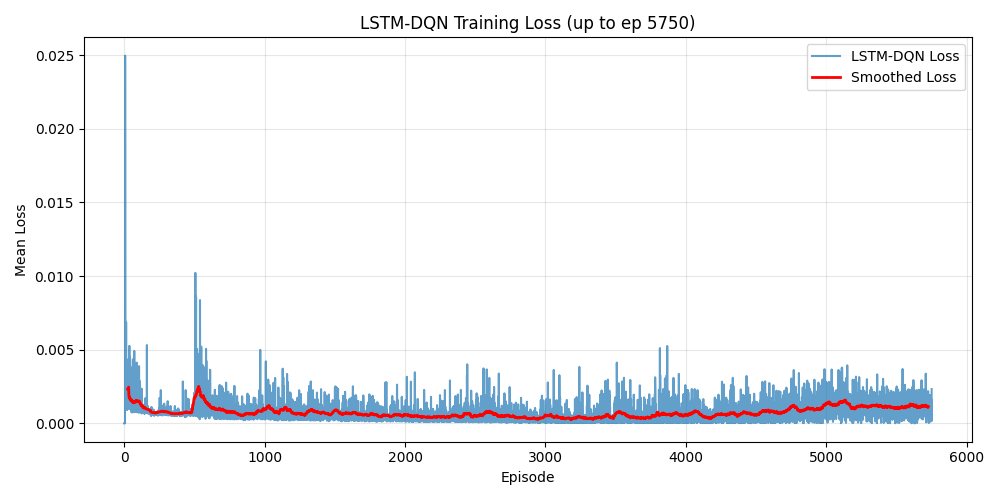 LSTM-DQN Training Loss (up to ep 5750)
LSTM-DQN Loss
Smoothed Loss
Mean Loss
0.025
0.020
0.015
0.010
0.005
0.000
0 1000 2000 3000 4000 5000 6000
Episode